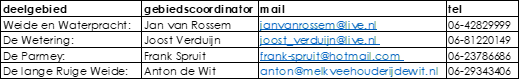 deelgebied gebiedscoordinator mail tel
Weide en Waterpracht: Jan van Rossem janvanrossem@live.nl 06-42829999
De Wetering: Joost Verduijn joost_verduijn@live.nl 06-81220149
De Parmey: Frank Spruit frank-spruit@hotmail.com 06-23786686
De lange Ruige Weide: Anton de Wit anton@melkveehouderijdewit.nl 06-29343406